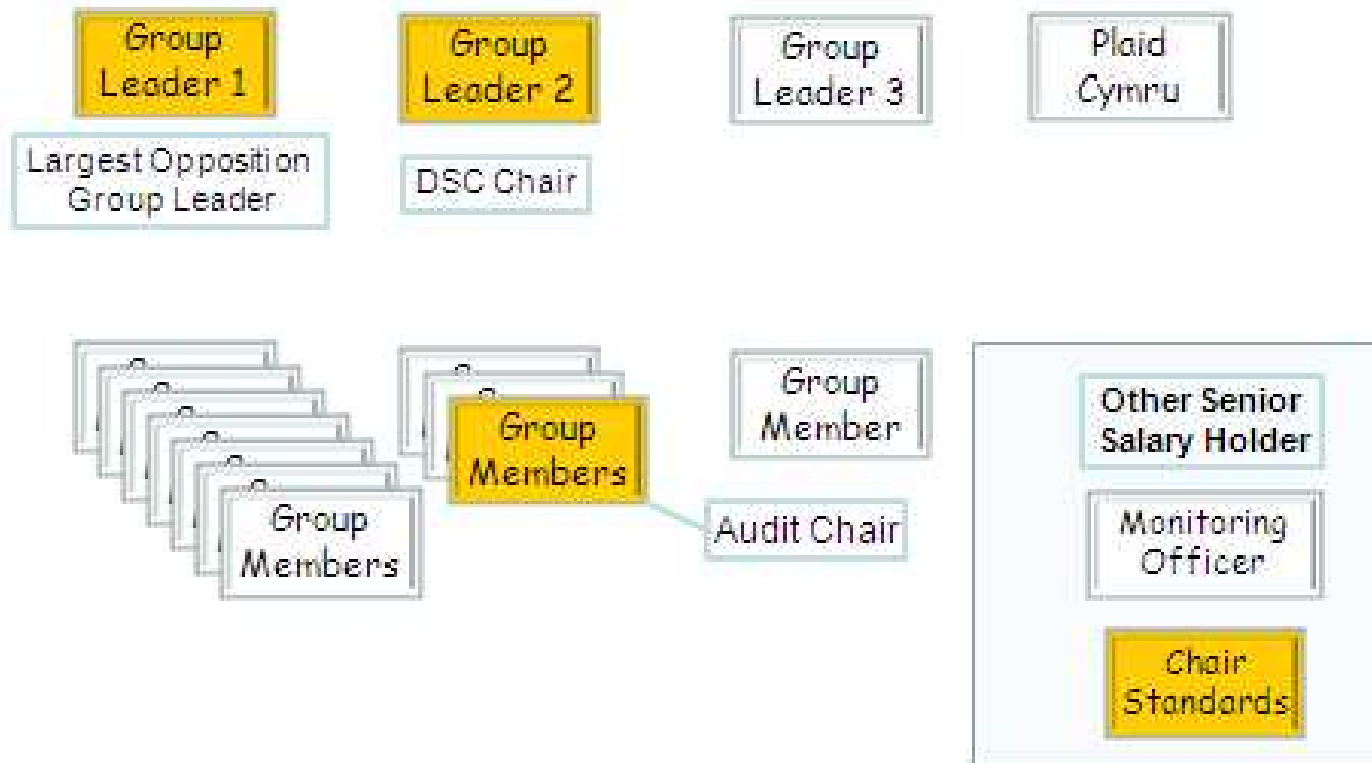 Group
Leader 1
Group
Leader 2
Group
Leader 3
Plaid
Cymru
Largest Opposition
Group Leader
DSC Chair
Group
Members
Group
Members
Audit Chair
Group
Member
Other Senior
Salary Holder
Monitoring
Officer
Chair
Standards